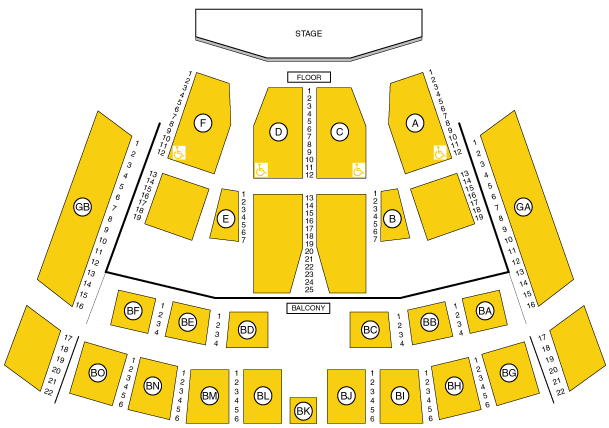 STAGE
FLOOR
1 2 3 4 5 6 7 8 9 10 11 12
F
1 2 3 4 5 6 7 8 9 10 11 12
D
C
1 2 3 4 5 6 7 8 9 10 11 12
A
GB
1 2 3 4 5 6 7 8 9 10 11 12 13 14 15 16
13 14 15 16 17 18 19
E
1 2 3 4 5 6 7
13 14 15 16 17 18 19 20 21 22 23 24 25
1 2 3 4 5 6 7
B
13 14 15 16 17 18 19
1 2 3 4 5 6 7 8 9 10 11 12 13 14 15 16
GA
BALCONY
BF
1 2 3 4
BE
1 2 3 4
BD
BC
1 2 3 4
BB
1 2 3 4
BA
17 18 19 20 21 22
BO
1 2 3 4 5 6
BN
1 2 3 4 5 6
BM
1 2 3 4 5 6
BL
BK
BJ
1 2 3 4 5 6
BI
1 2 3 4 5 6
BH
1 2 3 4 5 6
BG
17 18 19 20 21 22